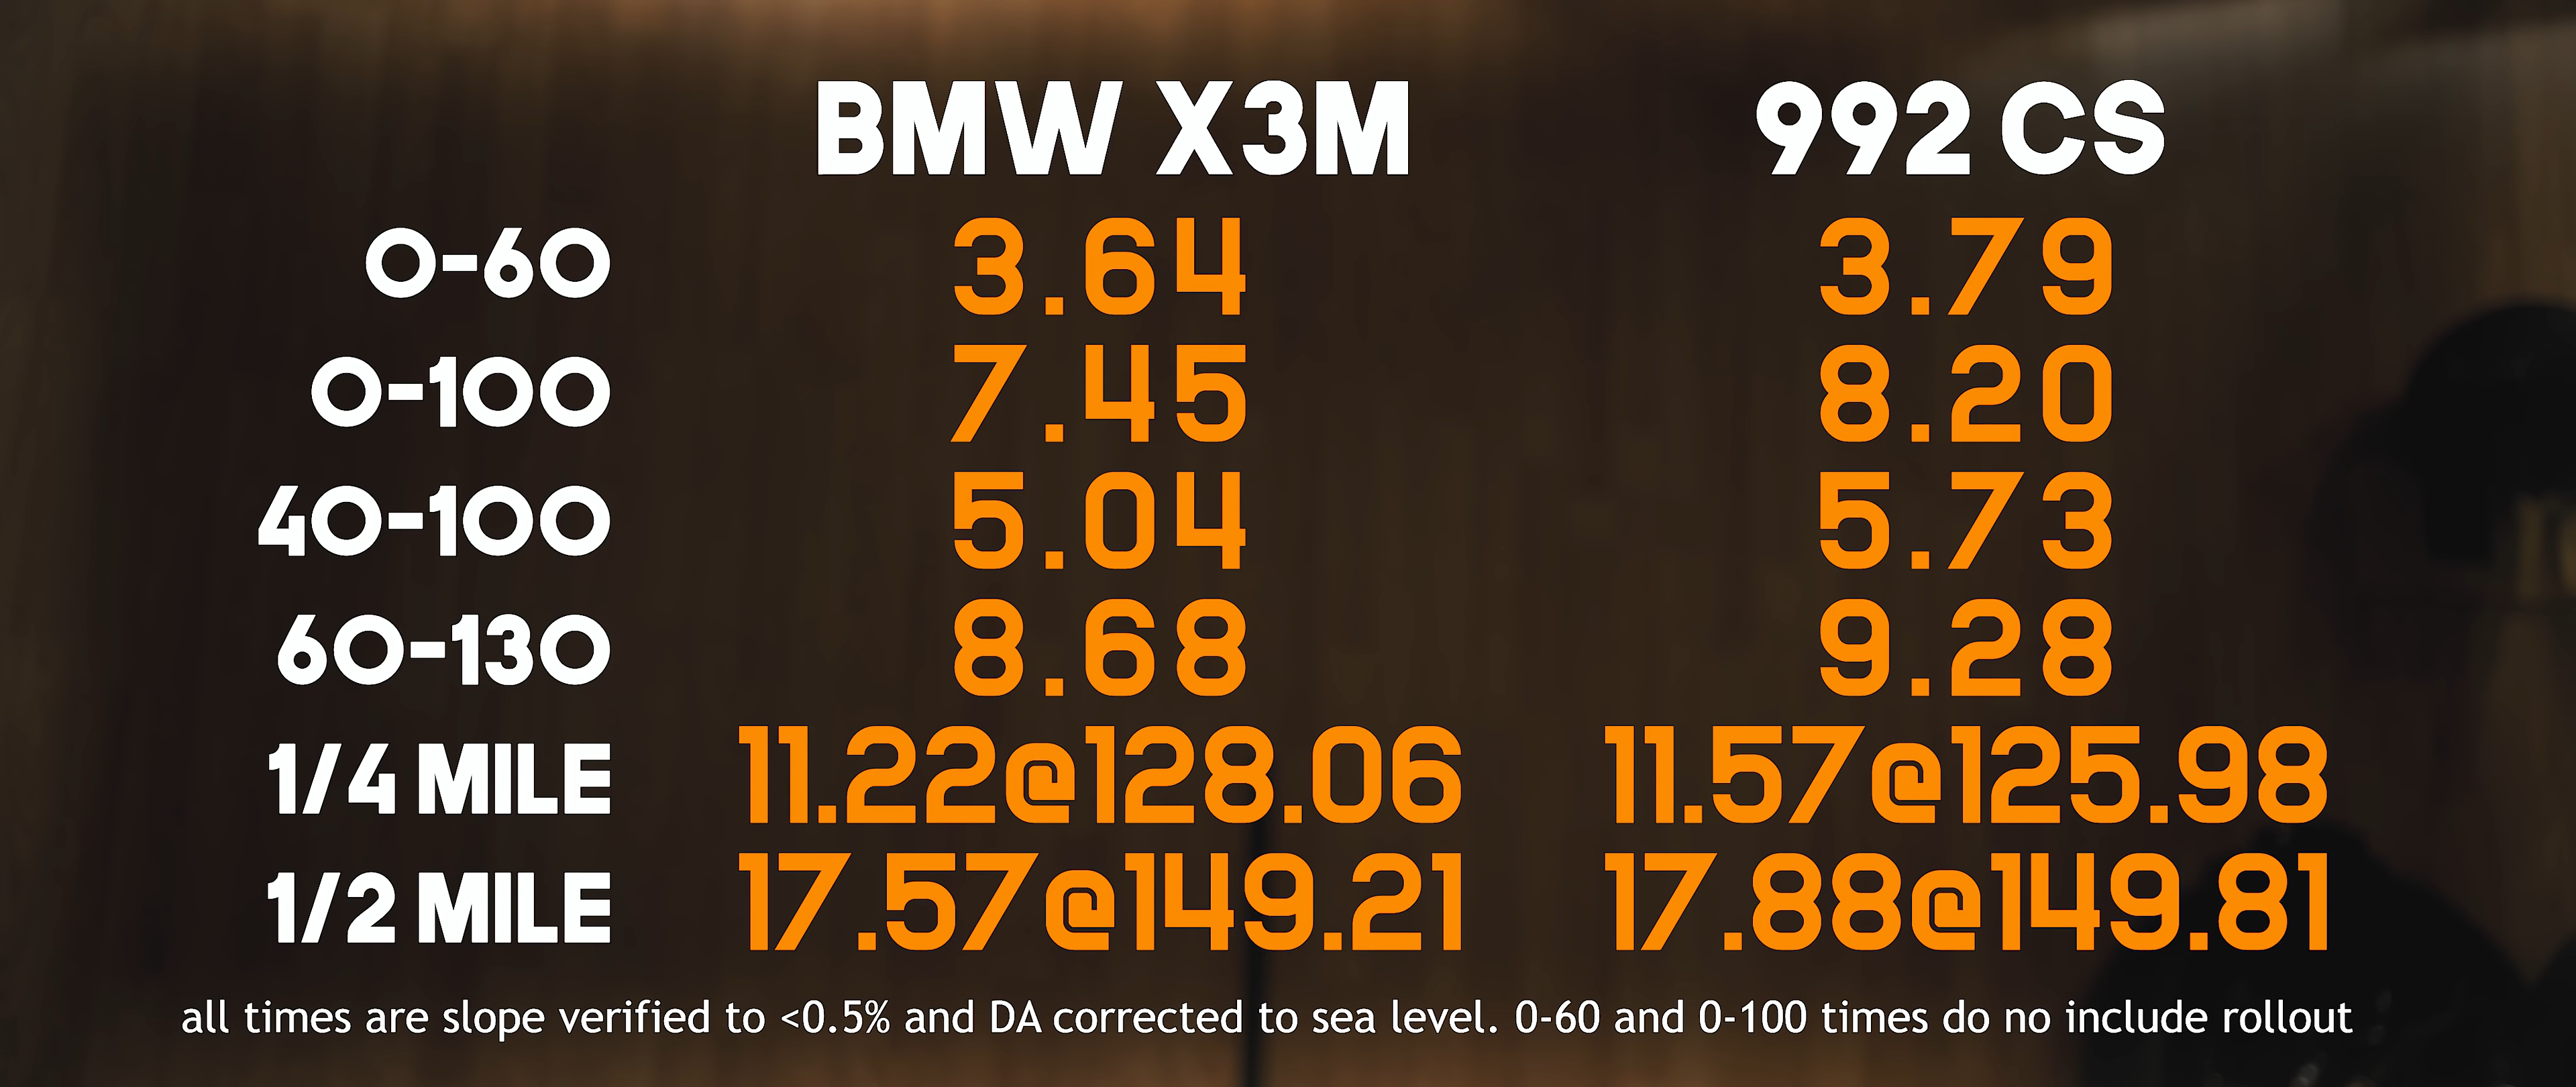 BMW X3M 992 CS
0-60 3.64 3.79
0-100 7.45 8.20
40-100 5.04 5.73
60-130 8.68 9.28
1/4 MILE 11.22@128.06 11.57@125.98
1/2 MILE 17.57@149.21 17.88@149.81
all times are slope verified to <0.5% and DA corrected to sea level. 0-60 and 0-100 times do no include rollout